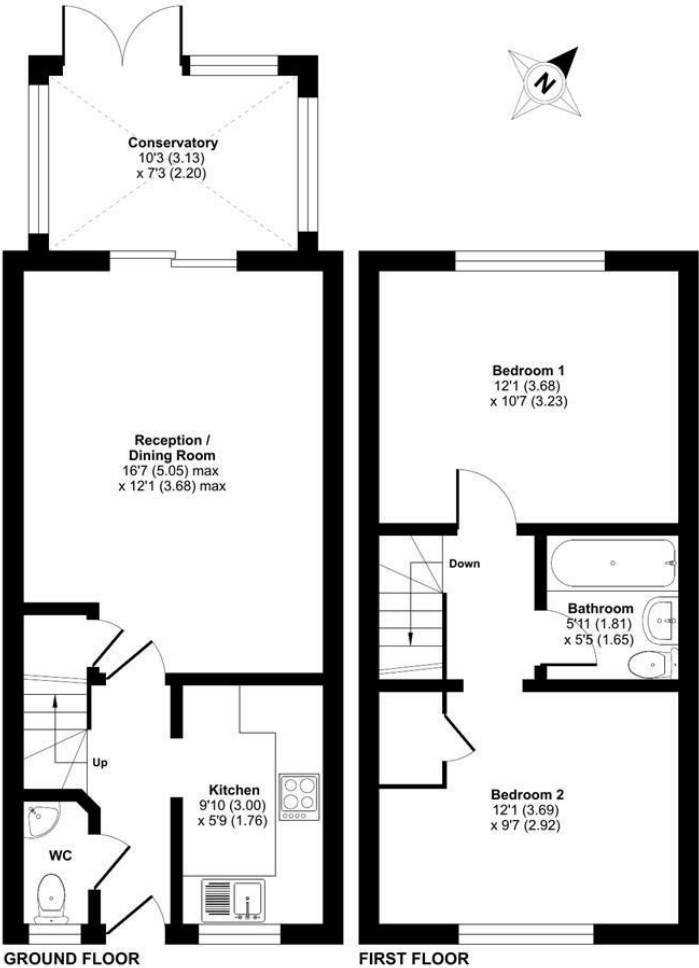 N
Conservatory
10'3 (3.13)
x 7'3 (2.20)
Reception /
Dining Room
16'7 (5.05) max
x 12'1 (3.68) max
Up
Kitchen
9'10 (3.00)
x 5'9 (1.76)
WC
GROUND FLOOR
Bedroom 1
12'1 (3.68)
x 10'7 (3.23)
Down
Bathroom
5'11 (1.81)
x 5'5 (1.65)
Bedroom 2
12'1 (3.69)
x 9'7 (2.92)
FIRST FLOOR